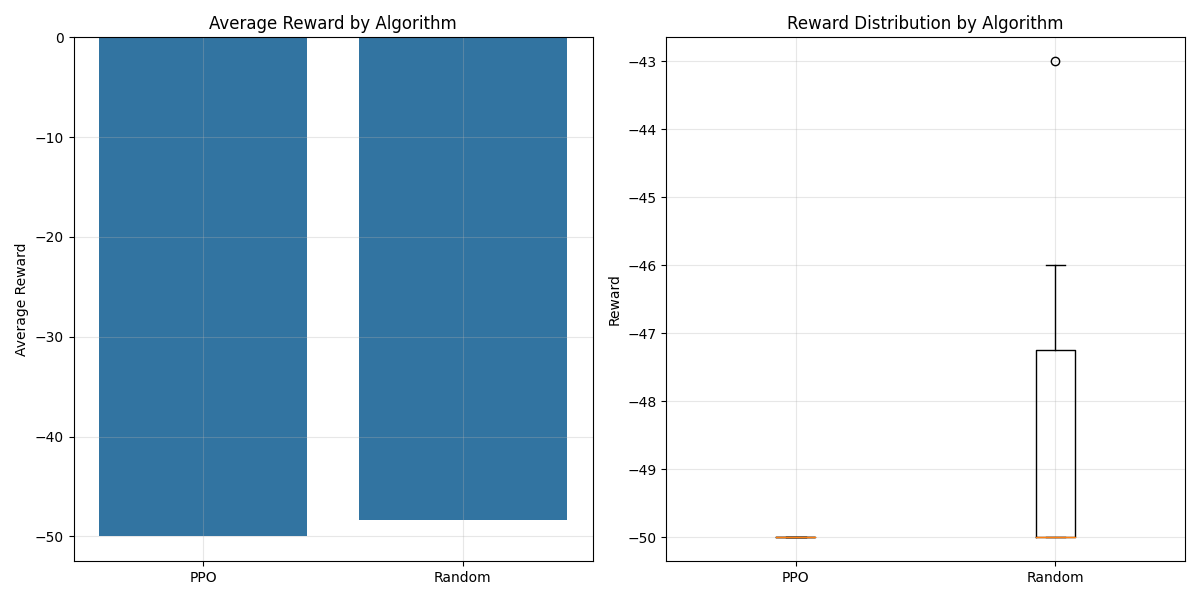 Average Reward by Algorithm
Average Reward
0
−10
−20
−30
−40
−50
PPO
Random
Reward Distribution by Algorithm
Reward
−43
−44
−45
−46
−47
−48
−49
−50
PPO
Random